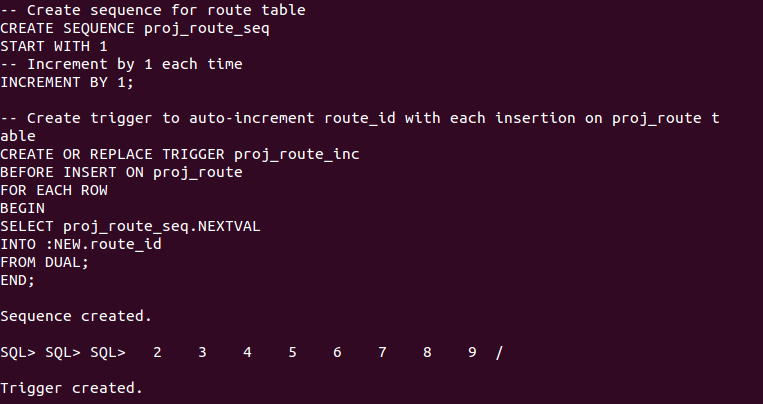 -- Create sequence for route table
CREATE SEQUENCE proj_route_seq
START WITH 1
-- Increment by 1 each time
INCREMENT BY 1;

-- Create trigger to auto-increment route_id with each insertion on proj_route t
able
CREATE OR REPLACE TRIGGER proj_route_inc
BEFORE INSERT ON proj_route
FOR EACH ROW
BEGIN
SELECT proj_route_seq.NEXTVAL
INTO :NEW.route_id
FROM DUAL;
END;

Sequence created.

SQL> SQL> SQL>   2    3    4    5    6    7    8    9  /

Trigger created.